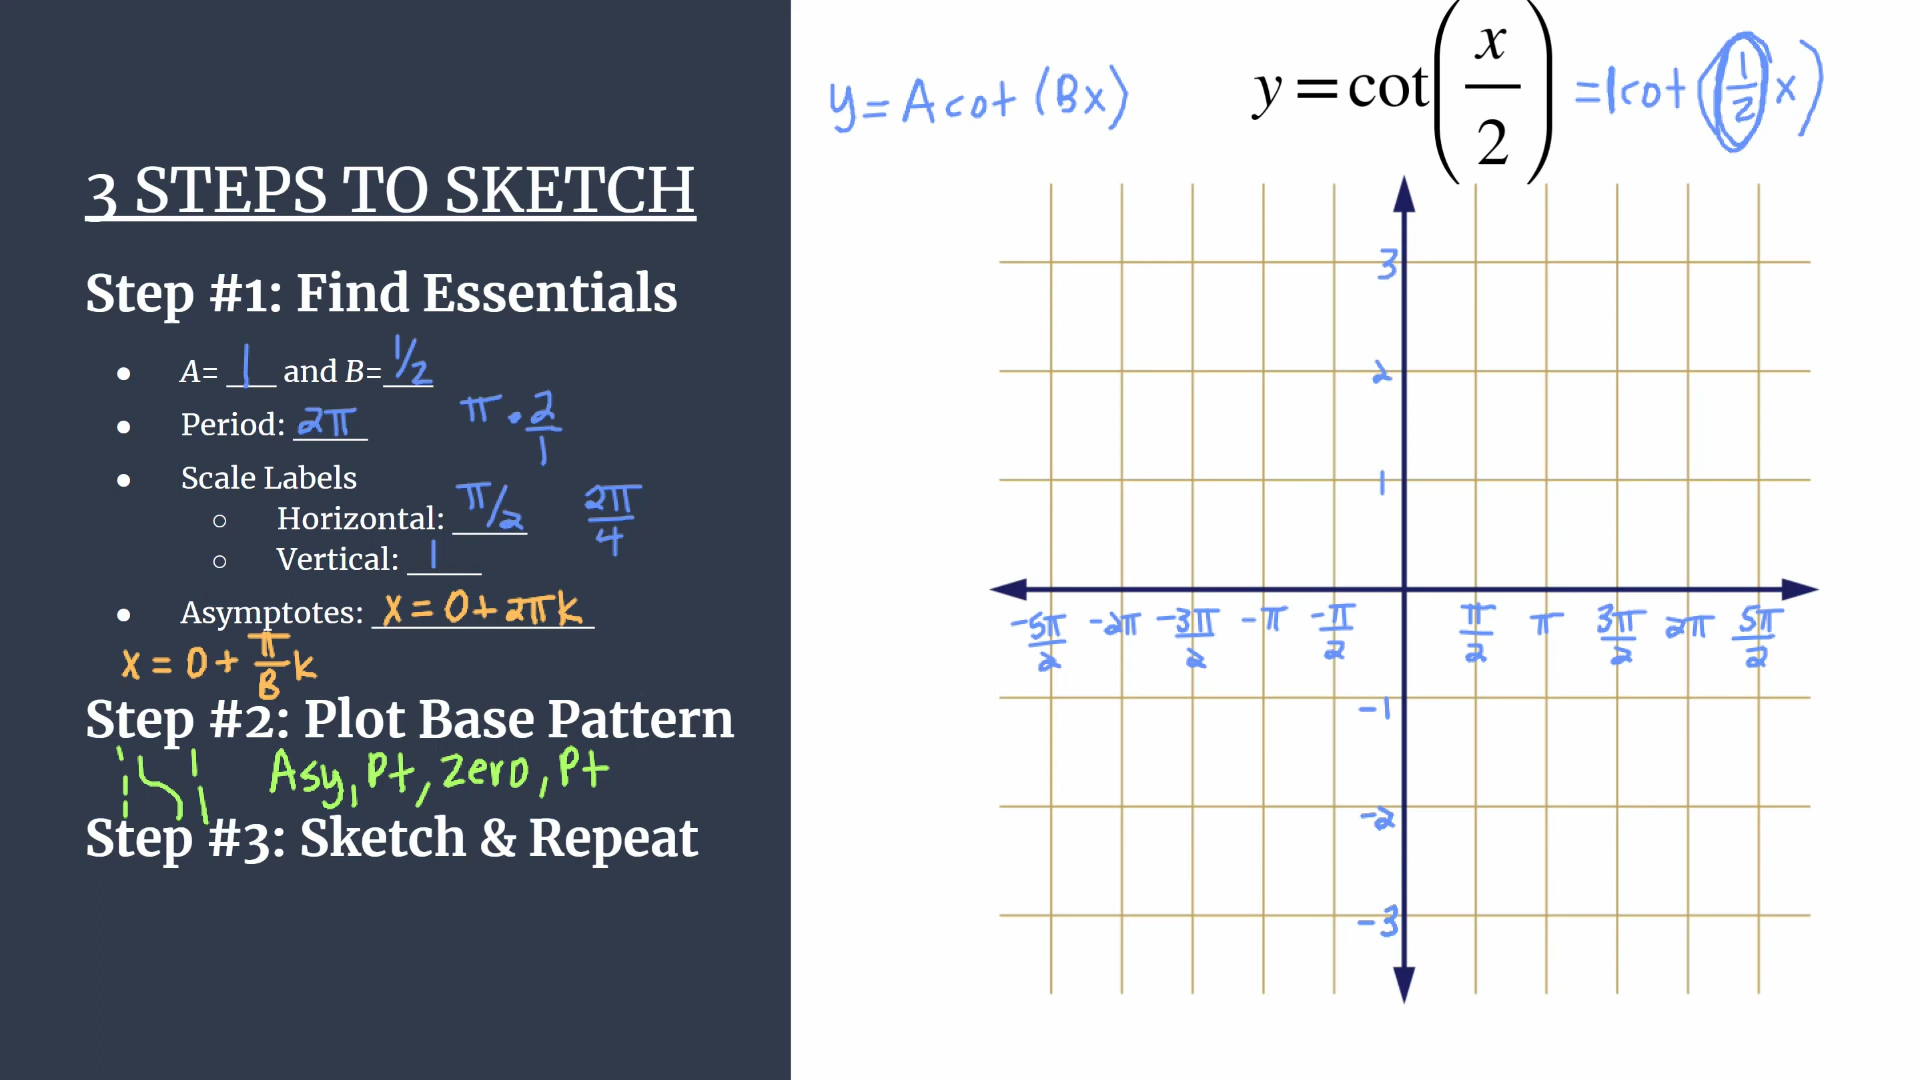 3 STEPS TO SKETCH
Step #1: Find Essentials
● A= 1 and B= 1/2
● Period: 2π π · 2/1
● Scale Labels
○ Horizontal: π/2 2π/4
○ Vertical: 1
● Asymptotes: x = 0 + 2πk
x = 0 + π/B k
Step #2: Plot Base Pattern
Asy, Pt, Zero, Pt
Step #3: Sketch & Repeat
y = A cot (Bx)
y = cot(x/2) = 1cot (1/2 x)
3
2
1
-5π/2 -2π -3π/2 -π -π/2 π/2 π 3π/2 2π 5π/2
-1
-2
-3